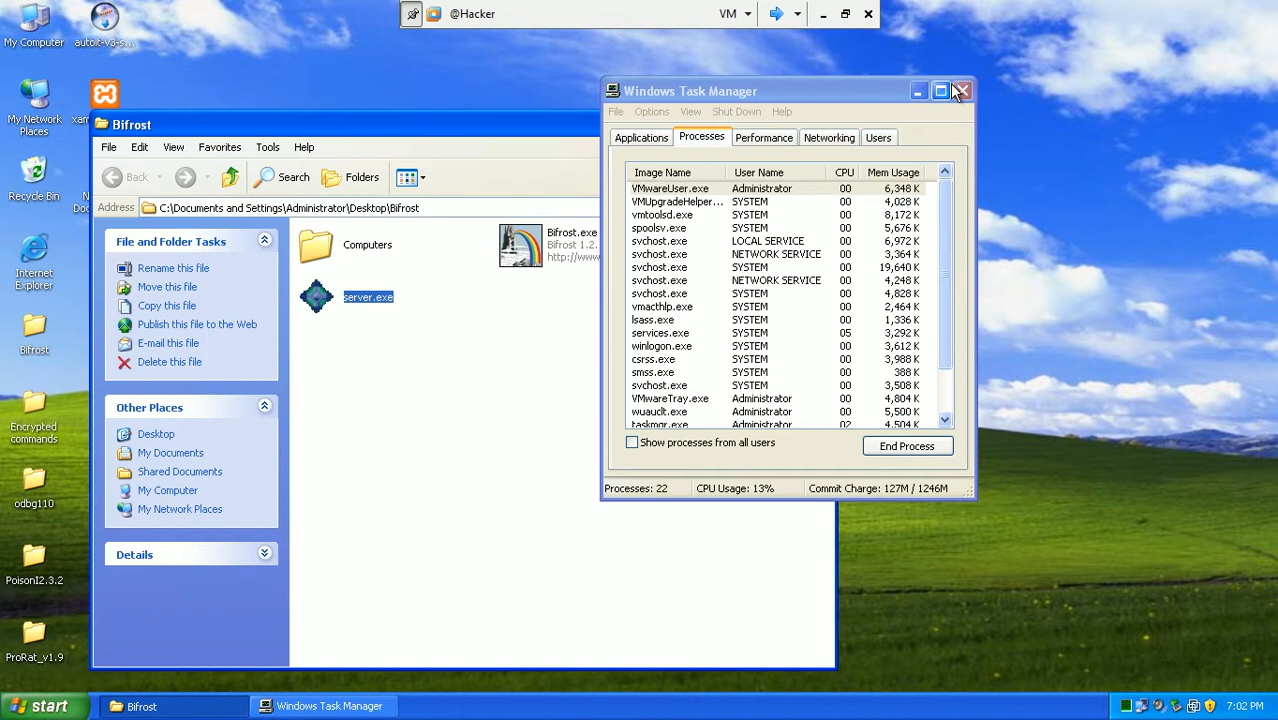 My Computer
autoit-v3-s...
My Network
Places
xam
Recycle Bin
N
Doc
Internet
Explorer
Bifrost
Encrypted
commands
odbg110
PoisonI2.3.2
ProRat_v1.9
@Hacker
VM
Bifrost
File Edit View Favorites Tools Help
Back Search Folders
Address C:\Documents and Settings\Administrator\Desktop\Bifrost
File and Folder Tasks
Rename this file
Move this file
Copy this file
Publish this file to the Web
E-mail this file
Delete this file
Other Places
Desktop
My Documents
Shared Documents
My Computer
My Network Places
Details
Computers
Bifrost.exe
Bifrost 1.2.
http://www
server.exe
Windows Task Manager
File Options View Shut Down Help
Applications Processes Performance Networking Users
Image Name User Name CPU Mem Usage
VMwareUser.exe Administrator 00 6,348 K
VMUpgradeHelper... SYSTEM 00 4,028 K
vmtoolsd.exe SYSTEM 00 8,172 K
spoolsv.exe SYSTEM 00 5,676 K
svchost.exe LOCAL SERVICE 00 6,972 K
svchost.exe NETWORK SERVICE 00 3,364 K
svchost.exe SYSTEM 00 19,640 K
svchost.exe NETWORK SERVICE 00 4,248 K
svchost.exe SYSTEM 00 4,828 K
vmacthlp.exe SYSTEM 00 2,464 K
lsass.exe SYSTEM 00 1,336 K
services.exe SYSTEM 05 3,292 K
winlogon.exe SYSTEM 00 3,612 K
csrss.exe SYSTEM 00 3,988 K
smss.exe SYSTEM 00 388 K
svchost.exe SYSTEM 00 3,508 K
VMwareTray.exe Administrator 00 4,804 K
wuauclt.exe Administrator 00 5,500 K
taskmgr.exe Administrator 02 4,504 K
Show processes from all users
End Process
Processes: 22 CPU Usage: 13% Commit Charge: 127M / 1246M
start
Bifrost
Windows Task Manager
7:02 PM